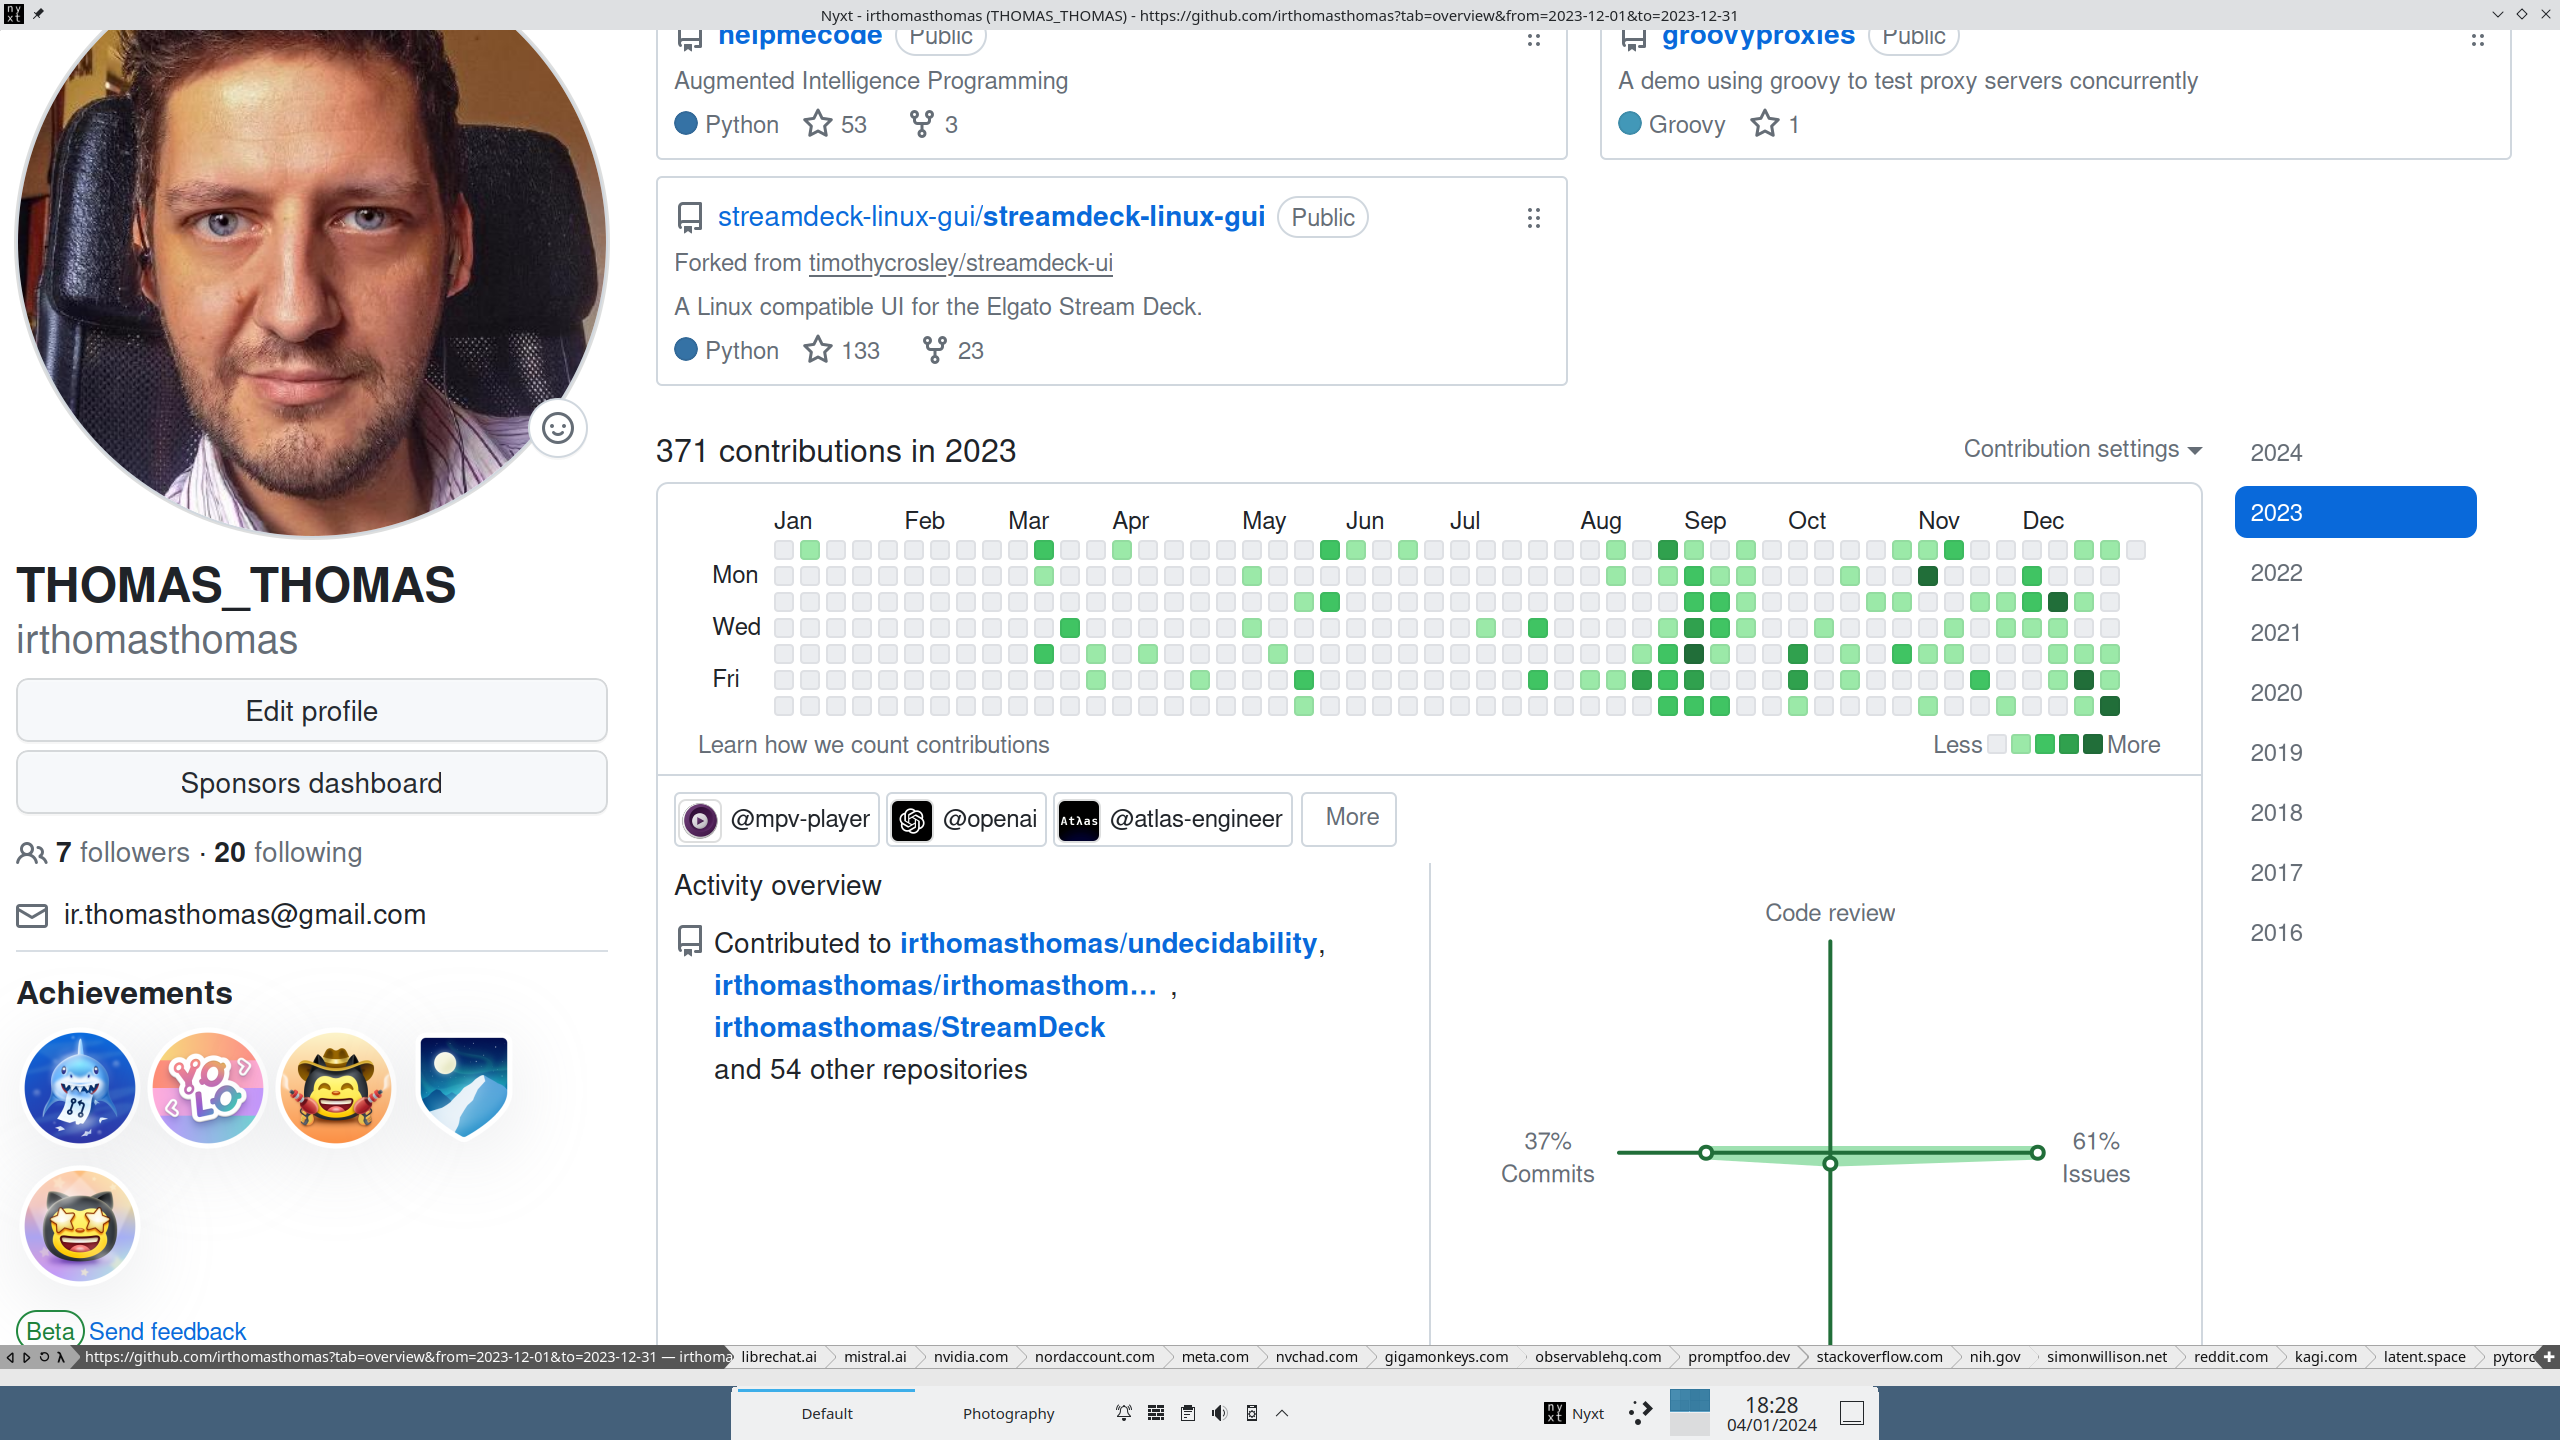 Nyxt - irthomasthomas (THOMAS_THOMAS) - https://github.com/irthomasthomas?tab=overview&from=2023-12-01&to=2023-12-31
helpmecode Public
Augmented Intelligence Programming
Python 53 3
groovyproxies Public
A demo using groovy to test proxy servers concurrently
Groovy 1
streamdeck-linux-gui/streamdeck-linux-gui Public
Forked from timothycrosley/streamdeck-ui
A Linux compatible UI for the Elgato Stream Deck.
Python 133 23
THOMAS_THOMAS
irthomasthomas
Edit profile
Sponsors dashboard
7 followers · 20 following
ir.thomasthomas@gmail.com
Achievements
YOLO
Beta Send feedback
371 contributions in 2023
Contribution settings
Jan Feb Mar Apr May Jun Jul Aug Sep Oct Nov Dec
Mon
Wed
Fri
Learn how we count contributions
Less More
2024
2023
2022
2021
2020
2019
2018
2017
2016
@mpv-player @openai Atλas @atlas-engineer More
Activity overview
Contributed to irthomasthomas/undecidability,
irthomasthomas/irthomasthom… ,
irthomasthomas/StreamDeck
and 54 other repositories
Code review
37%
Commits
61%
Issues
https://github.com/irthomasthomas?tab=overview&from=2023-12-01&to=2023-12-31 — irthoma librechat.ai mistral.ai nvidia.com nordaccount.com meta.com nvchad.com gigamonkeys.com observablehq.com promptfoo.dev stackoverflow.com nih.gov simonwillison.net reddit.com kagi.com latent.space pytorc
Default Photography
Nyxt
18:28
04/01/2024